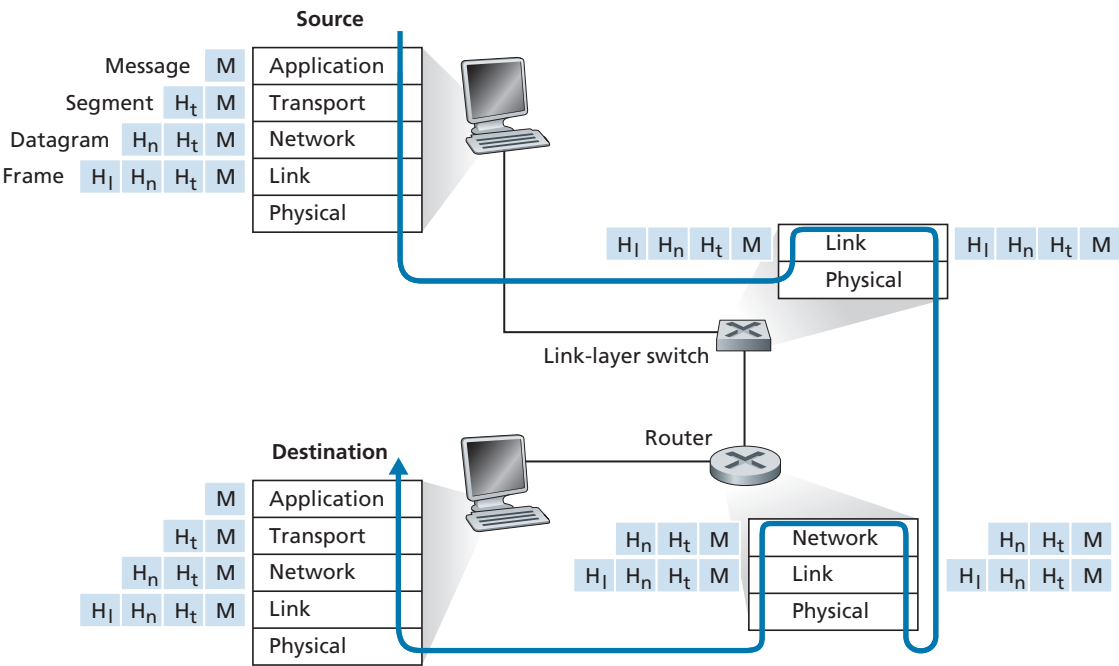 Source
Message M Application
Segment Ht M Transport
Datagram Hn Ht M Network
Frame Hl Hn Ht M Link
Physical
Hl Hn Ht M Link Hl Hn Ht M
Physical
Link-layer switch
Router
Destination
M Application
Ht M Transport
Hn Ht M Network
Hl Hn Ht M Link
Physical
Hn Ht M Network Hn Ht M
Hl Hn Ht M Link Hl Hn Ht M
Physical